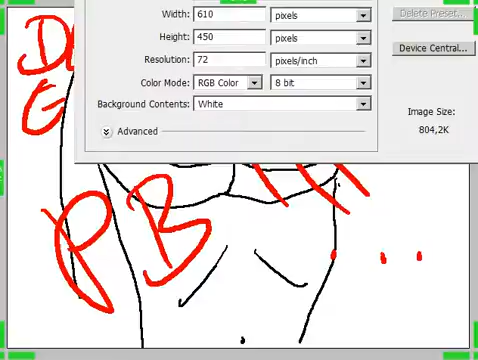 Width: 610 pixels Delete Preset...
Height: 450 pixels
Device Central...
Resolution: 72 pixels/inch
Color Mode: RGB Color 8 bit
Background Contents: White
Image Size:
Advanced 804,2K
P B . . .